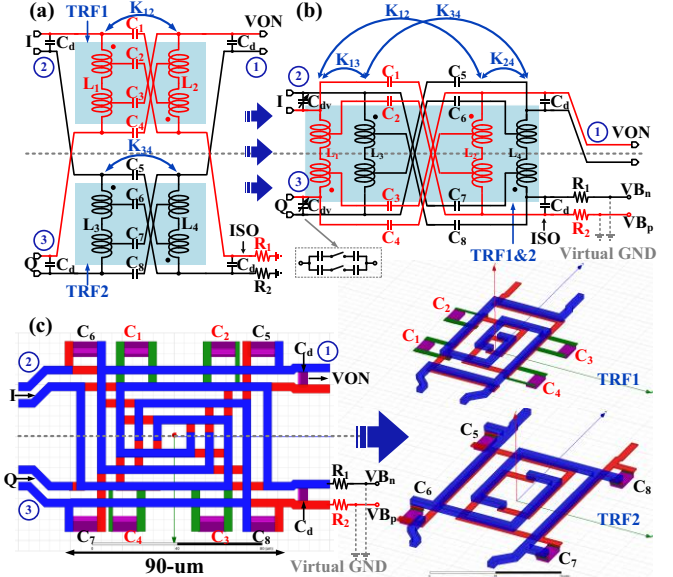 (a)
TRF1
K12
I
Cd
2
C1
C2
L1
L2
C3
C4
Cd
VON
1
K34
C5
C6
L3
L4
C7
C8
3
Q
Cd
TRF2
ISO
Cd
R1
R2
(b)
K12
K34
K13
K24
2
I
Cdv
C1
C2
C5
C6
Cd
1
VON
L1
L3
L2
L4
3
Q
Cdv
C3
C4
C7
C8
Cd
ISO
R1
R2
VBn
VBp
Virtual GND
TRF1&2
(c)
C6
C1
C2
C5
Cd
1
2
I
VON
Q
3
R1
VBn
R2
VBp
C7
C4
C3
C8
Cd
Virtual GND
90-um
C2
C1
C3
C4
TRF1
C5
C6
C8
C7
TRF2